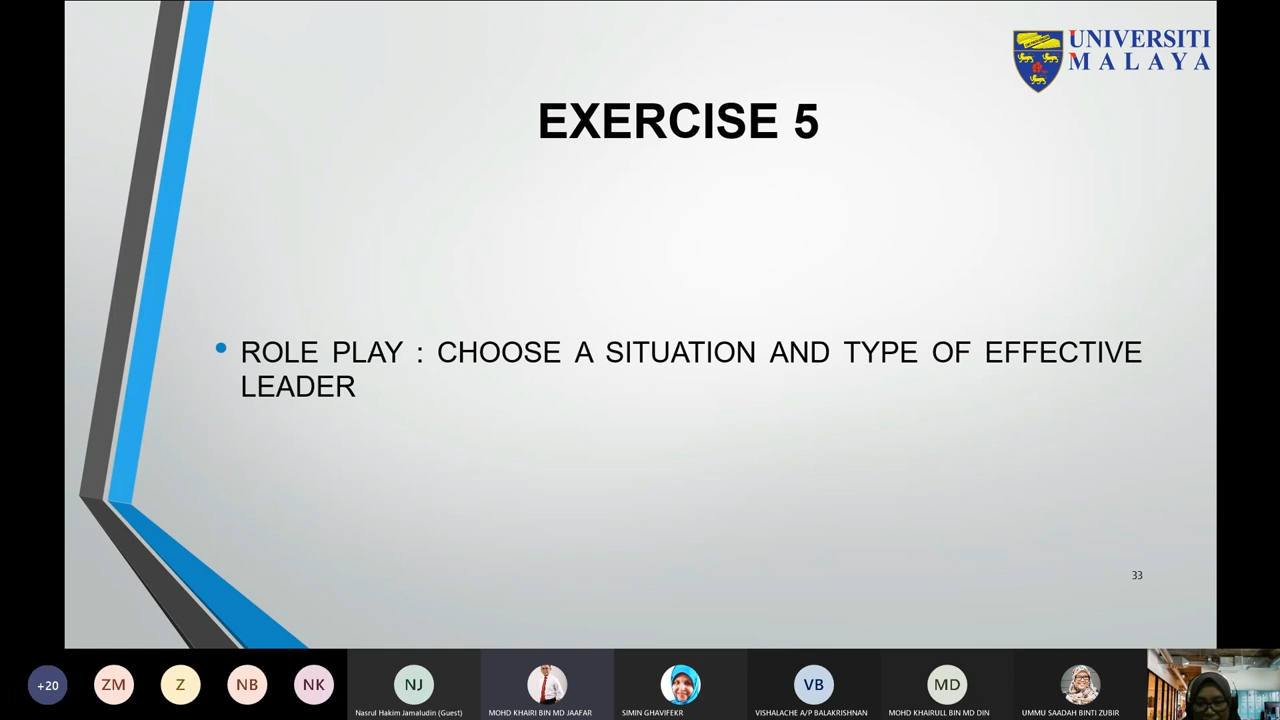 UNIVERSITI
MALAYA
EXERCISE 5
• ROLE PLAY : CHOOSE A SITUATION AND TYPE OF EFFECTIVE
LEADER
33
+20
ZM
Z
NB
NK
NJ
VB
MD
Nasrul Hakim Jamaludin (Guest)
MOHD KHAIRI BIN MD JAAFAR
SIMIN GHAVIFEKR
VISHALACHE A/P BALAKRISHNAN
MOHD KHAIRULL BIN MD DIN
UMMU SAADAH BINTI ZUBIR